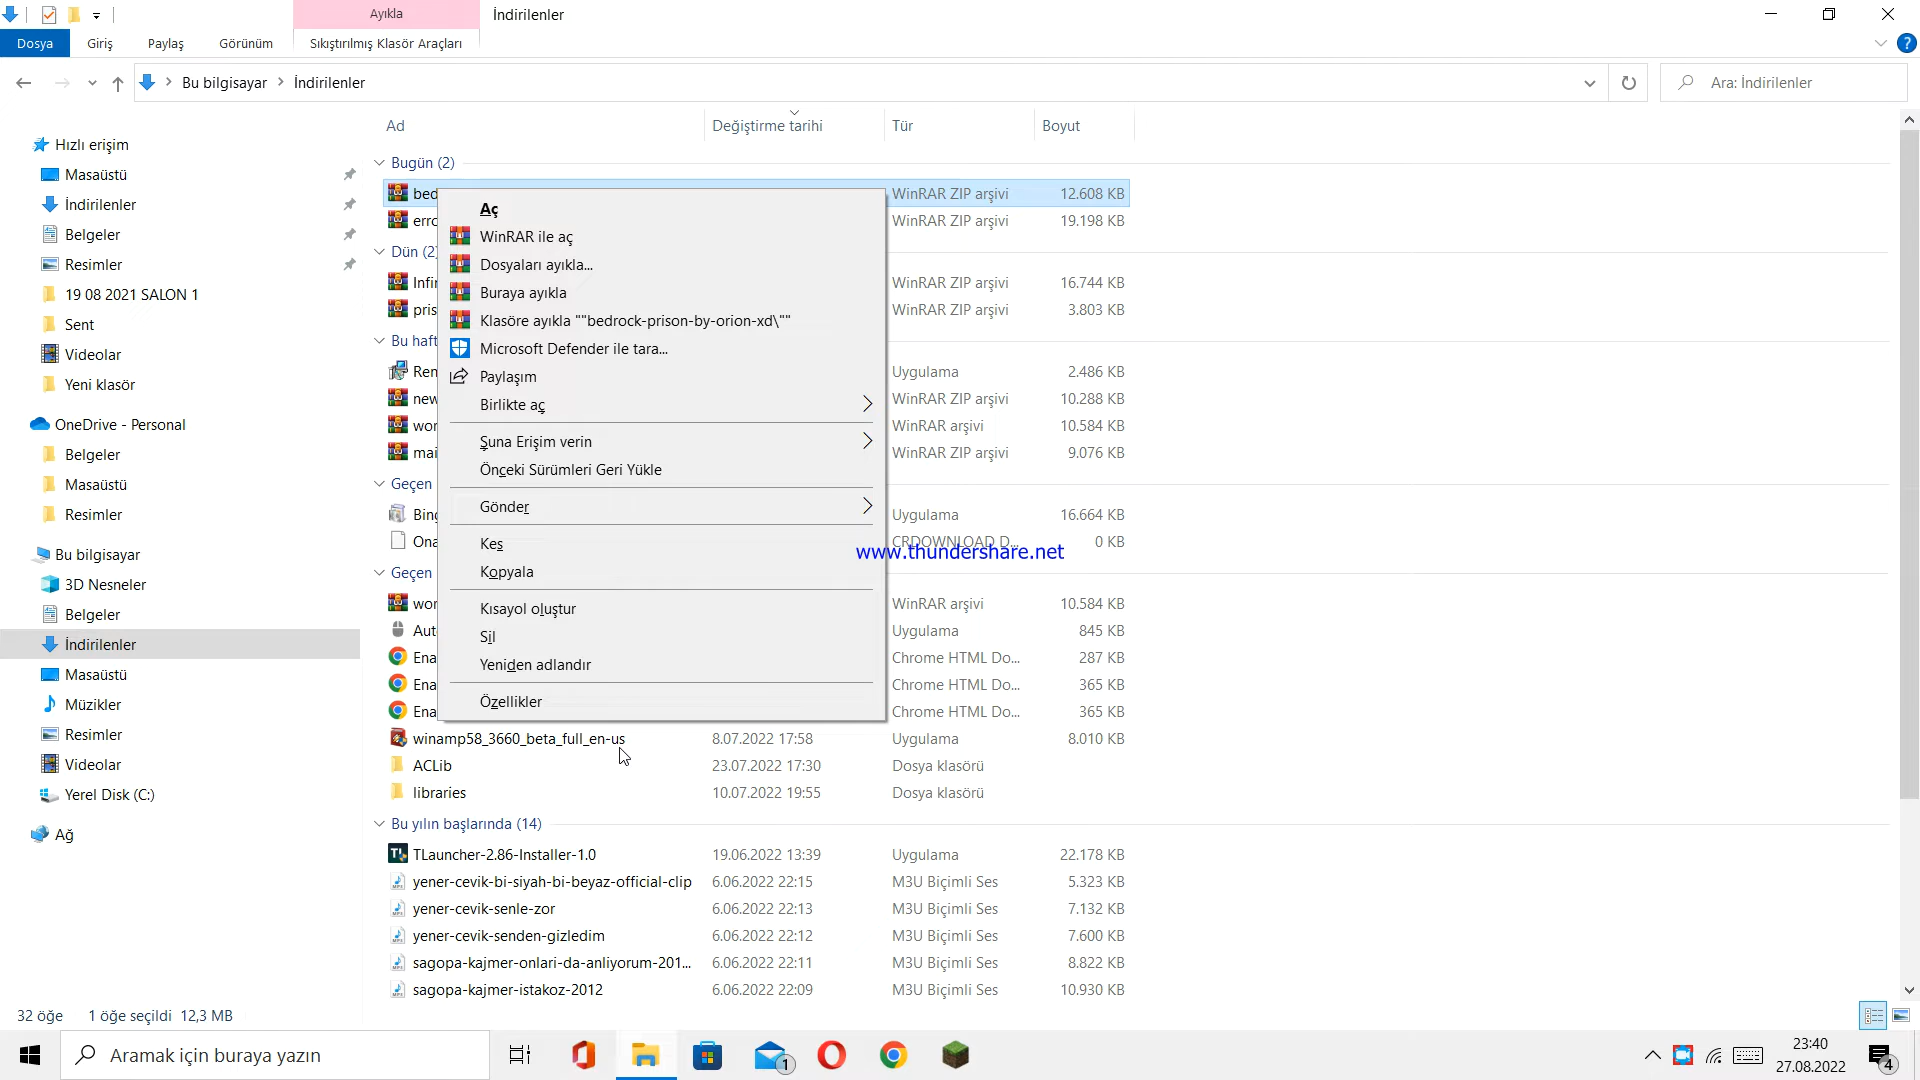 Ayıkla
İndirilenler
Dosya
Giriş
Paylaş
Görünüm
Sıkıştırılmış Klasör Araçları
Bu bilgisayar
İndirilenler
Ara: İndirilenler
Ad
Değiştirme tarihi
Tür
Boyut
Hızlı erişim
Masaüstü
İndirilenler
Belgeler
Resimler
19 08 2021 SALON 1
Sent
Videolar
Yeni klasör
OneDrive - Personal
Belgeler
Masaüstü
Resimler
Bu bilgisayar
3D Nesneler
Belgeler
İndirilenler
Masaüstü
Müzikler
Resimler
Videolar
Yerel Disk (C:)
Ağ
Bugün (2)
bed WinRAR ZIP arşivi 12.608 KB
erro WinRAR ZIP arşivi 19.198 KB
Dün (2)
Infi WinRAR ZIP arşivi 16.744 KB
pris WinRAR ZIP arşivi 3.803 KB
Bu haft
Ren Uygulama 2.486 KB
new WinRAR ZIP arşivi 10.288 KB
wor WinRAR arşivi 10.584 KB
mai WinRAR ZIP arşivi 9.076 KB
Geçen
Bing Uygulama 16.664 KB
Ona CRDOWNLOAD D... 0 KB
Geçen
wor WinRAR arşivi 10.584 KB
Aut Uygulama 845 KB
Ena Chrome HTML Do... 287 KB
Ena Chrome HTML Do... 365 KB
Ena Chrome HTML Do... 365 KB
winamp58_3660_beta_full_en-us 8.07.2022 17:58 Uygulama 8.010 KB
ACLib 23.07.2022 17:30 Dosya klasörü
libraries 10.07.2022 19:55 Dosya klasörü
Bu yılın başlarında (14)
TLauncher-2.86-Installer-1.0 19.06.2022 13:39 Uygulama 22.178 KB
yener-cevik-bi-siyah-bi-beyaz-official-clip 6.06.2022 22:15 M3U Biçimli Ses 5.323 KB
yener-cevik-senle-zor 6.06.2022 22:13 M3U Biçimli Ses 7.132 KB
yener-cevik-senden-gizledim 6.06.2022 22:12 M3U Biçimli Ses 7.600 KB
sagopa-kajmer-onlari-da-anliyorum-201... 6.06.2022 22:11 M3U Biçimli Ses 8.822 KB
sagopa-kajmer-istakoz-2012 6.06.2022 22:09 M3U Biçimli Ses 10.930 KB
Aç
WinRAR ile aç
Dosyaları ayıkla...
Buraya ayıkla
Klasöre ayıkla ""bedrock-prison-by-orion-xd\""
Microsoft Defender ile tara...
Paylaşım
Birlikte aç
Şuna Erişim verin
Önceki Sürümleri Geri Yükle
Gönder
Kes
Kopyala
Kısayol oluştur
Sil
Yeniden adlandır
Özellikler
www.thundershare.net
32 öğe
1 öğe seçildi 12,3 MB
Aramak için buraya yazın
1
23:40
27.08.2022
4